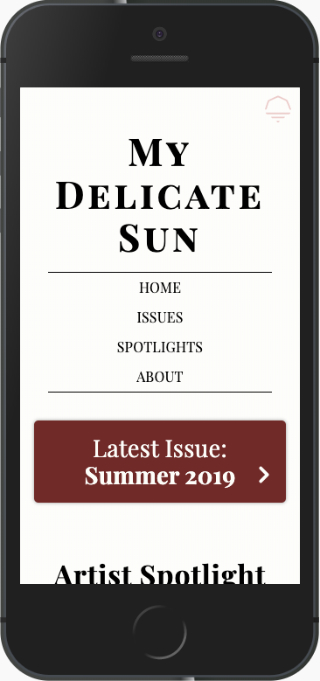 My
Delicate
Sun
HOME
ISSUES
SPOTLIGHTS
ABOUT
Latest Issue:
Summer 2019
Artist Spotlight